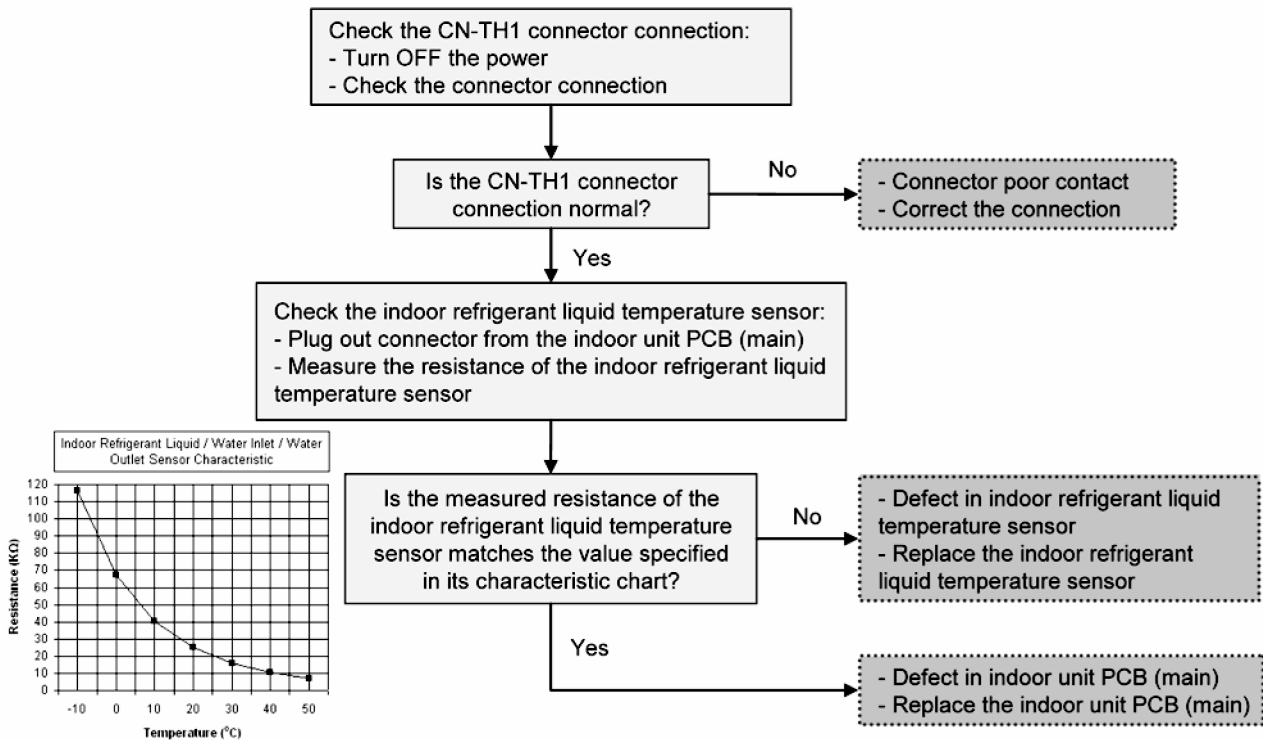 Check the CN-TH1 connector connection:
- Turn OFF the power
- Check the connector connection
Is the CN-TH1 connector
connection normal?
No
- Connector poor contact
- Correct the connection
Yes
Check the indoor refrigerant liquid temperature sensor:
- Plug out connector from the indoor unit PCB (main)
- Measure the resistance of the indoor refrigerant liquid
temperature sensor
Indoor Refrigerant Liquid / Water Inlet / Water
Outlet Sensor Characteristic
Resistance (KΩ)
120
110
100
90
80
70
60
50
40
30
20
10
0
-10 0 10 20 30 40 50
Temperature (°C)
Is the measured resistance of the
indoor refrigerant liquid temperature
sensor matches the value specified
in its characteristic chart?
No
- Defect in indoor refrigerant liquid
temperature sensor
- Replace the indoor refrigerant
liquid temperature sensor
Yes
- Defect in indoor unit PCB (main)
- Replace the indoor unit PCB (main)